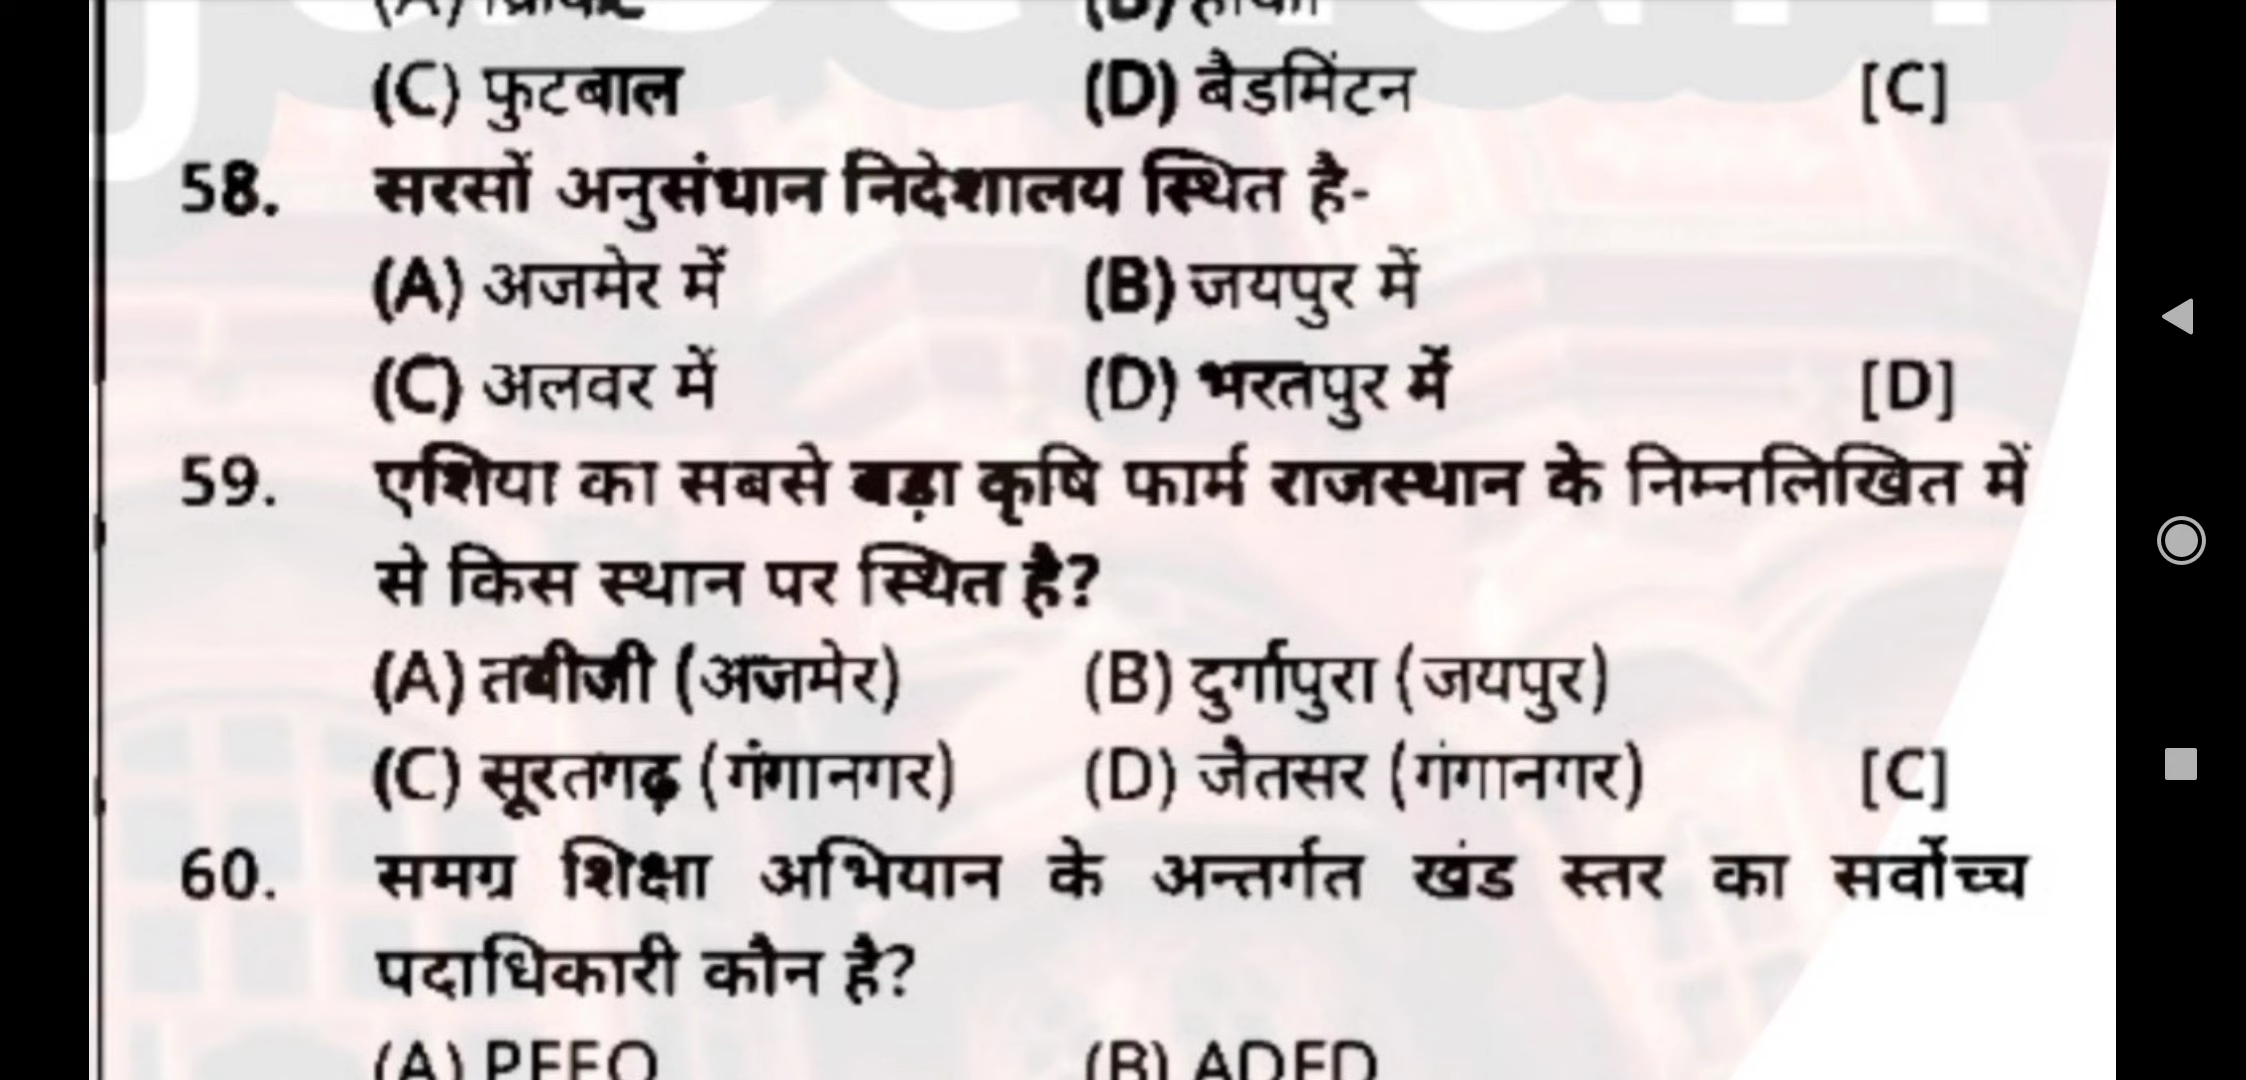 (C) फुटबाल (D) बैडमिंटन [C]
58. सरसों अनुसंधान निदेशालय स्थित है-
(A) अजमेर में (B) जयपुर में
(C) अलवर में (D) भरतपुर में [D]
59. एशिया का सबसे बड़ा कृषि फार्म राजस्थान के निम्नलिखित में
से किस स्थान पर स्थित है?
(A) तबीजी (अजमेर) (B) दुर्गापुरा (जयपुर)
(C) सूरतगढ़ (गंगानगर) (D) जैतसर (गंगानगर) [C]
60. समग्र शिक्षा अभियान के अन्तर्गत खंड स्तर का सर्वोच्च
पदाधिकारी कौन है?
(A) PEEO (B)